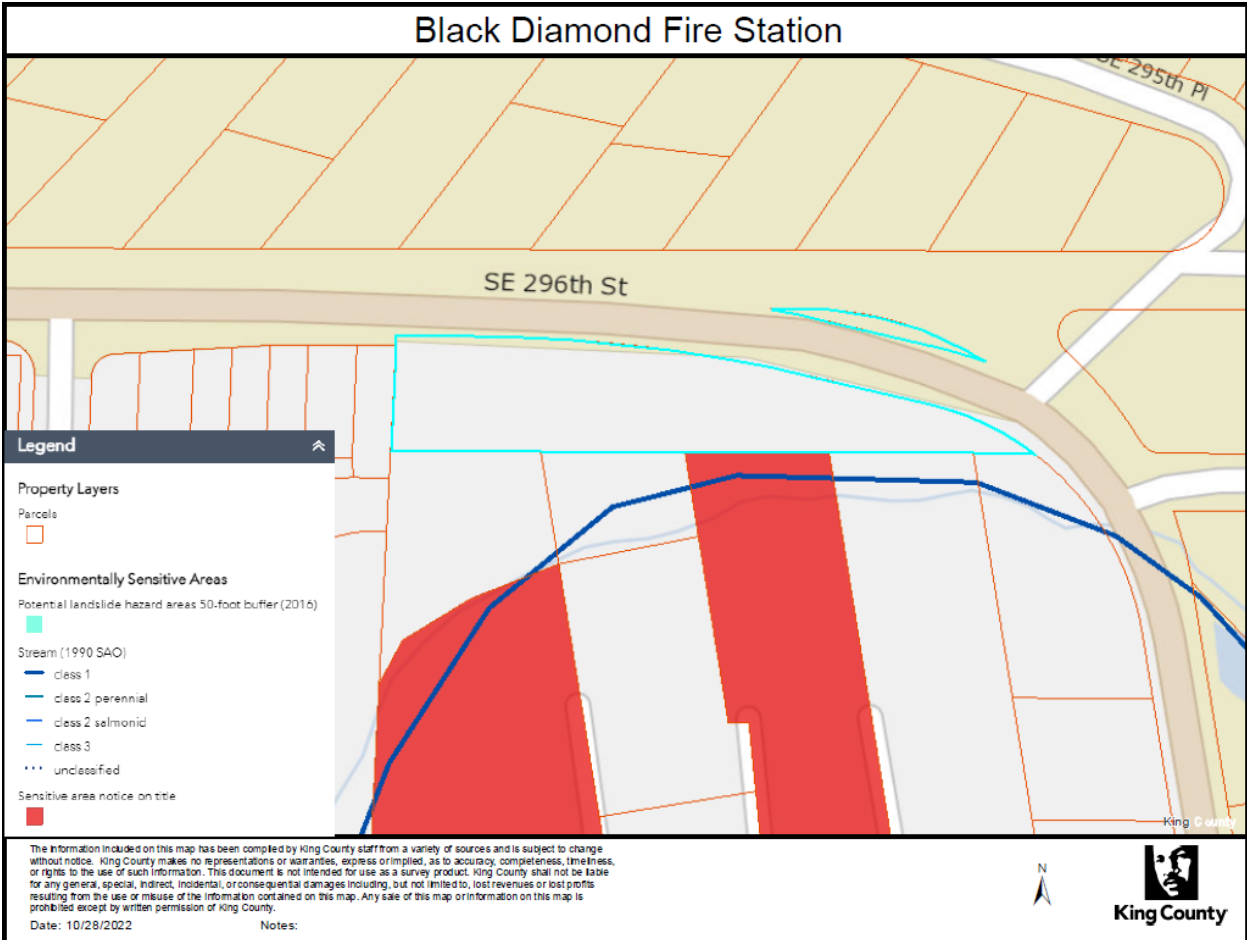 Black Diamond Fire Station
SE 295th Pl
SE 296th St
Legend
Property Layers
Parcels
Environmentally Sensitive Areas
Potential landslide hazard areas 50-foot buffer (2016)
Stream (1990 SAO)
class 1
class 2 perennial
class 2 salmonid
class 3
unclassified
Sensitive area notice on title
King County
The information included on this map has been compiled by King County staff from a variety of sources and is subject to change
without notice. King County makes no representations or warranties, express or implied, as to accuracy, completeness, timeliness,
or rights to the use of such information. This document is not intended for use as a survey product. King County shall not be liable
for any general, special, indirect, incidental, or consequential damages including, but not limited to, lost revenues or lost profits
resulting from the use or misuse of the information contained on this map. Any sale of this map or information on this map is
prohibited except by written permission of King County.
Date: 10/28/2022 Notes:
N
King County